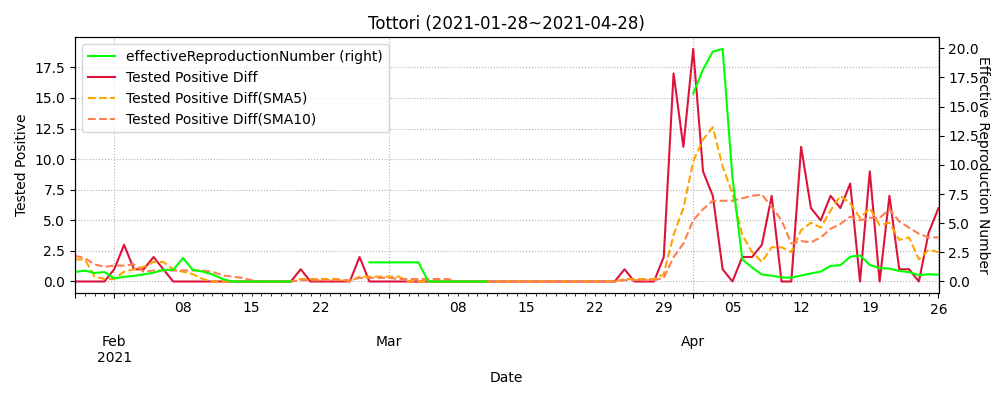 Tottori (2021-01-28~2021-04-28)
effectiveReproductionNumber (right)
Tested Positive Diff
Tested Positive Diff(SMA5)
Tested Positive Diff(SMA10)
Tested Positive
17.5
15.0
12.5
10.0
7.5
5.0
2.5
0.0
20.0
17.5
15.0
12.5
10.0
7.5
5.0
2.5
0.0
Effective Reproduction Number
08 15 22 08 15 22 29 05 12 19 26
Feb Mar Apr
2021
Date